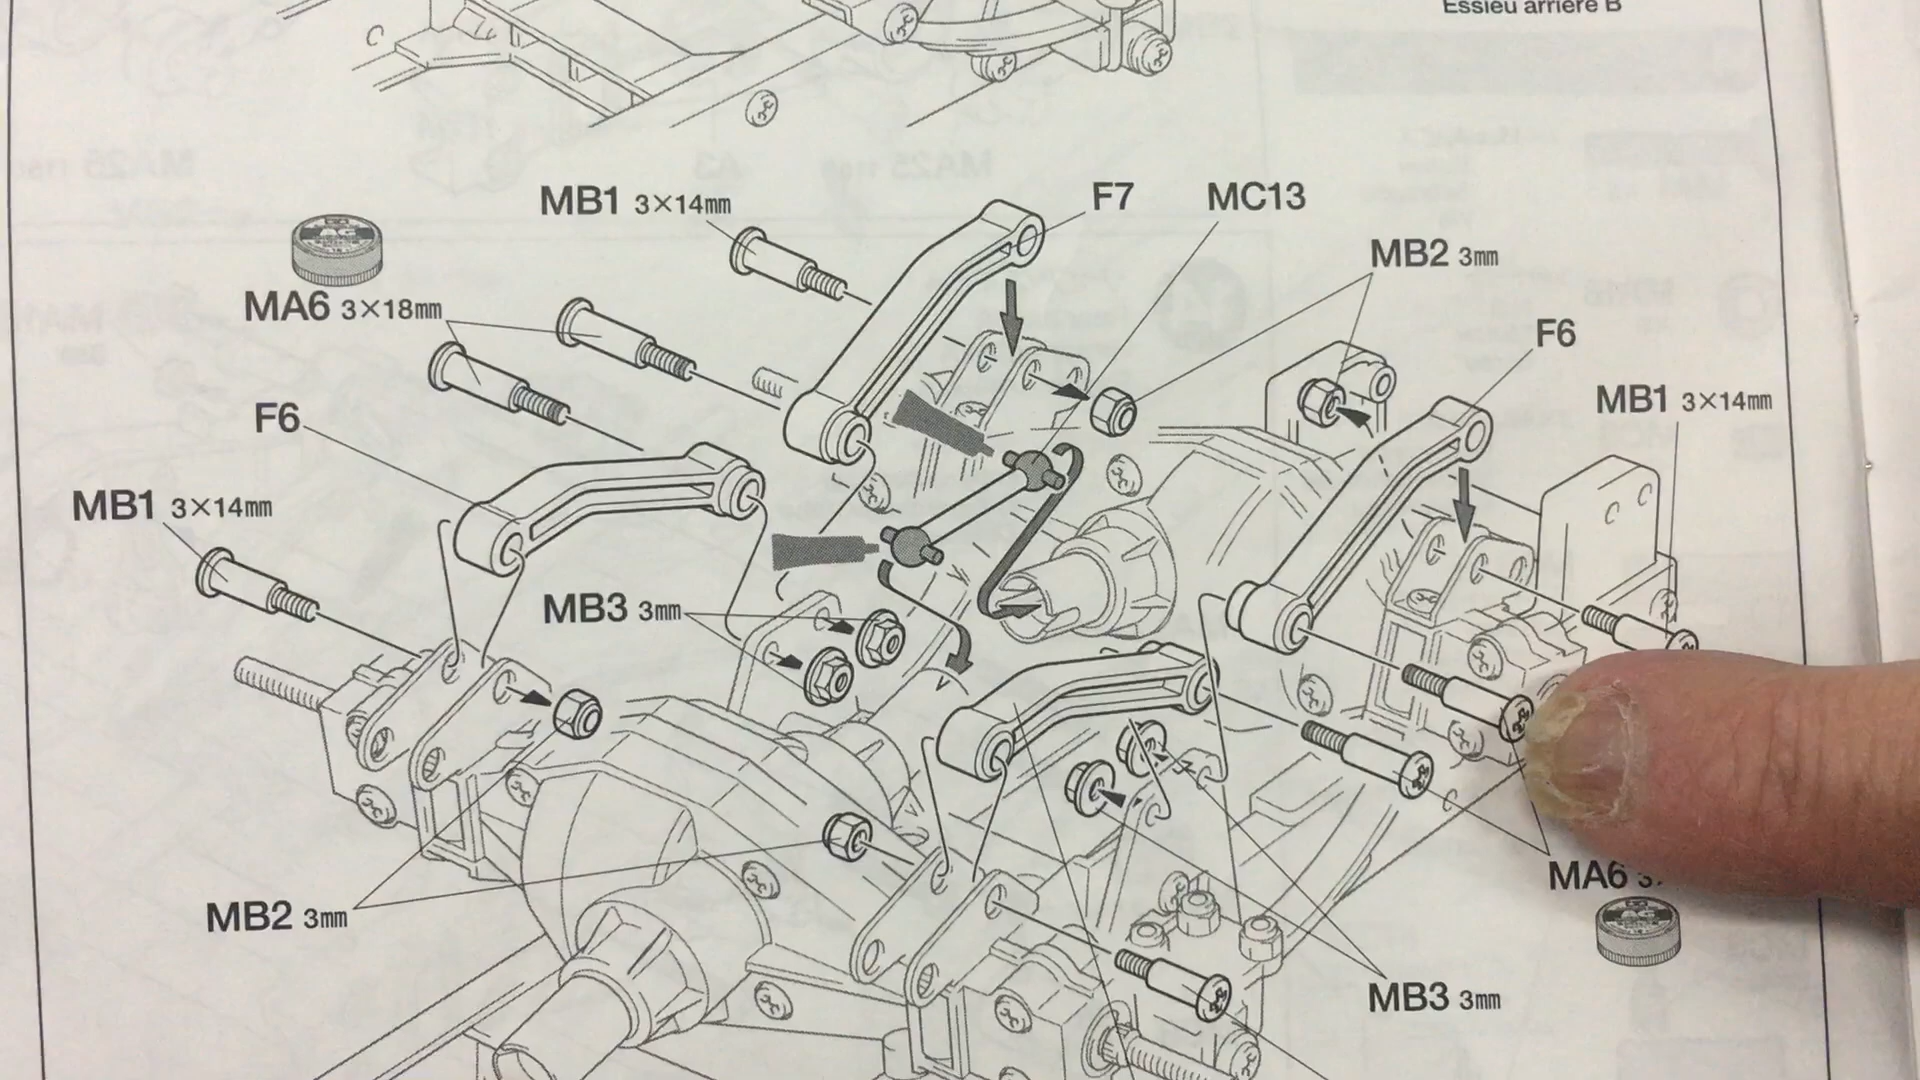 Essieu arrière B
MB1 3×14mm
F7
MC13
MB2 3mm
AG
MA6 3×18mm
F6
F6
MB1 3×14mm
MB1 3×14mm
MB3 3mm
MA6
MB2 3mm
MB3 3mm